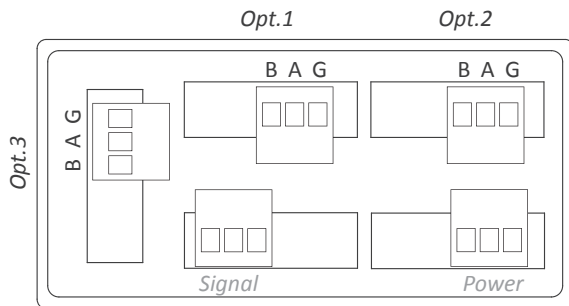 Opt.1
Opt.2
B A G
B A G
Opt.3
B A G
Signal
Power